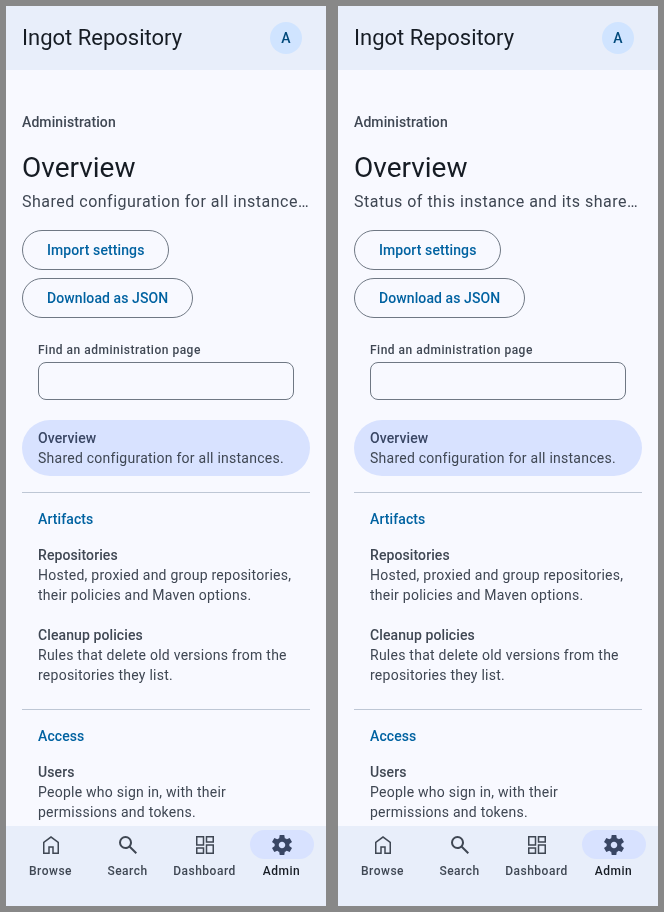 Ingot Repository
A
Administration
Overview
Shared configuration for all instance…
Import settings
Download as JSON
Find an administration page
Overview
Shared configuration for all instances.
Artifacts
Repositories
Hosted, proxied and group repositories,
their policies and Maven options.
Cleanup policies
Rules that delete old versions from the
repositories they list.
Access
Users
People who sign in, with their
permissions and tokens.
Browse
Search
Dashboard
Admin
Ingot Repository
A
Administration
Overview
Status of this instance and its share…
Import settings
Download as JSON
Find an administration page
Overview
Shared configuration for all instances.
Artifacts
Repositories
Hosted, proxied and group repositories,
their policies and Maven options.
Cleanup policies
Rules that delete old versions from the
repositories they list.
Access
Users
People who sign in, with their
permissions and tokens.
Browse
Search
Dashboard
Admin